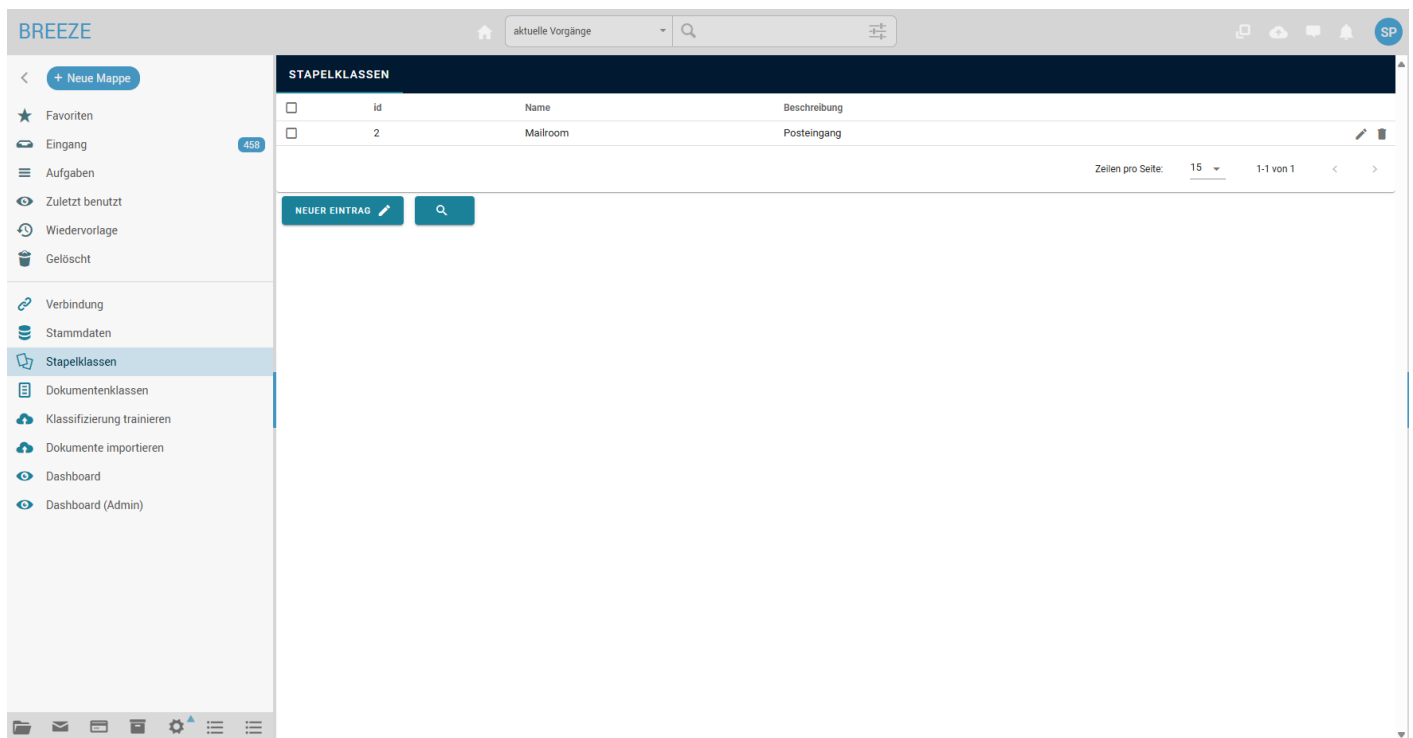 BREEZE
aktuelle Vorgänge
SP
+ Neue Mappe
Favoriten
Eingang 458
Aufgaben
Zuletzt benutzt
Wiedervorlage
Gelöscht
Verbindung
Stammdaten
Stapelklassen
Dokumentenklassen
Klassifizierung trainieren
Dokumente importieren
Dashboard
Dashboard (Admin)
STAPELKLASSEN
id Name Beschreibung
2 Mailroom Posteingang
Zeilen pro Seite: 15 1-1 von 1
NEUER EINTRAG